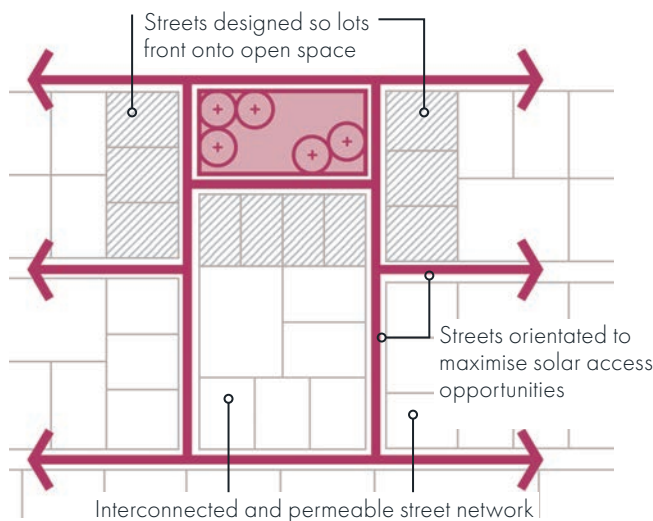 Streets designed so lots
front onto open space
Streets orientated to
maximise solar access
opportunities
Interconnected and permeable street network